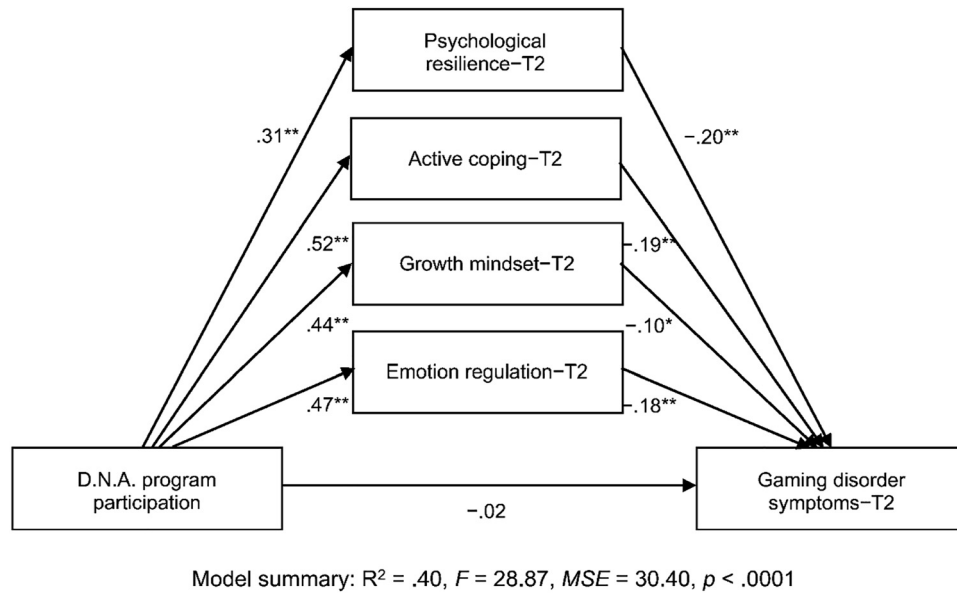 Psychological
resilience−T2
.31**
−.20**
Active coping−T2
.52**
−.19**
Growth mindset−T2
.44**
−.10*
Emotion regulation−T2
.47**
−.18**
D.N.A. program
participation
−.02
Gaming disorder
symptoms−T2
Model summary: R² = .40, F = 28.87, MSE = 30.40, p < .0001